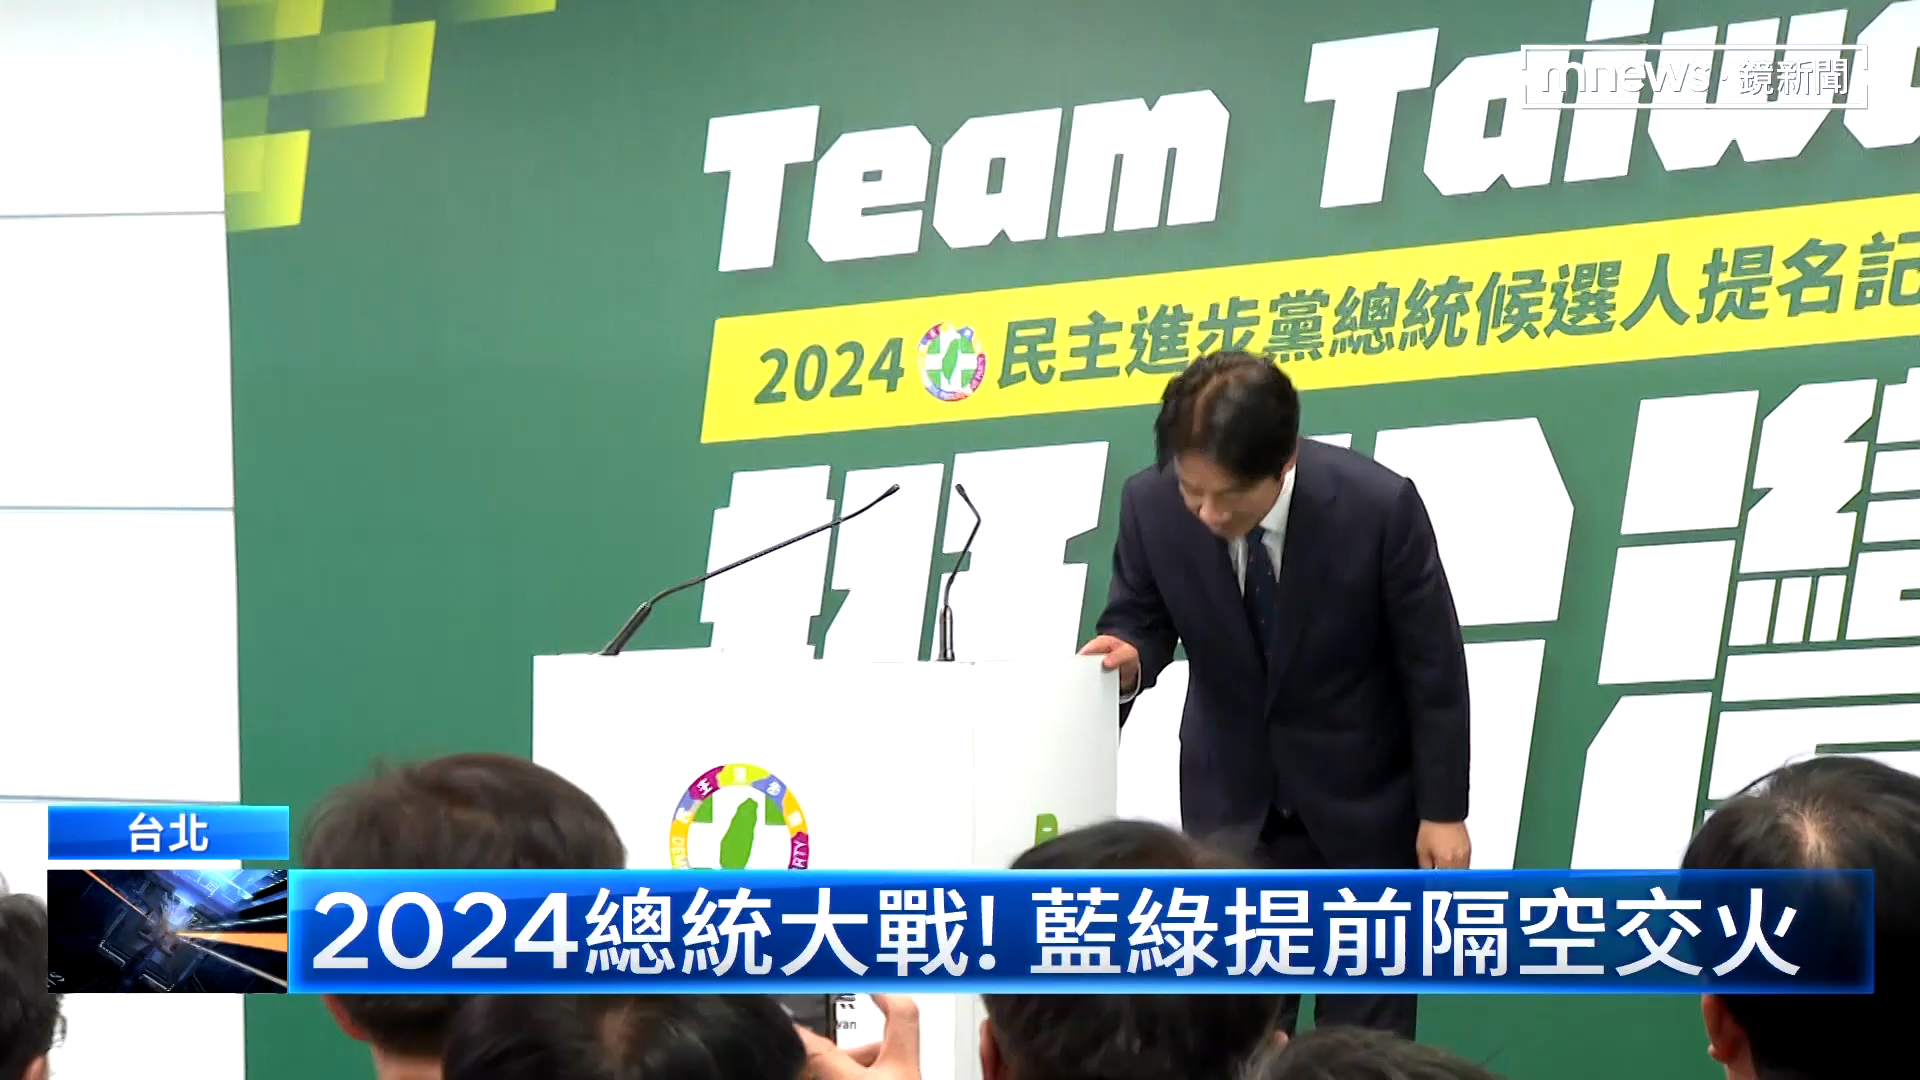 Team Taiwa
mnews 鏡新聞
2024 民主進步黨總統候選人提名記
台北
2024總統大戰! 藍綠提前隔空交火